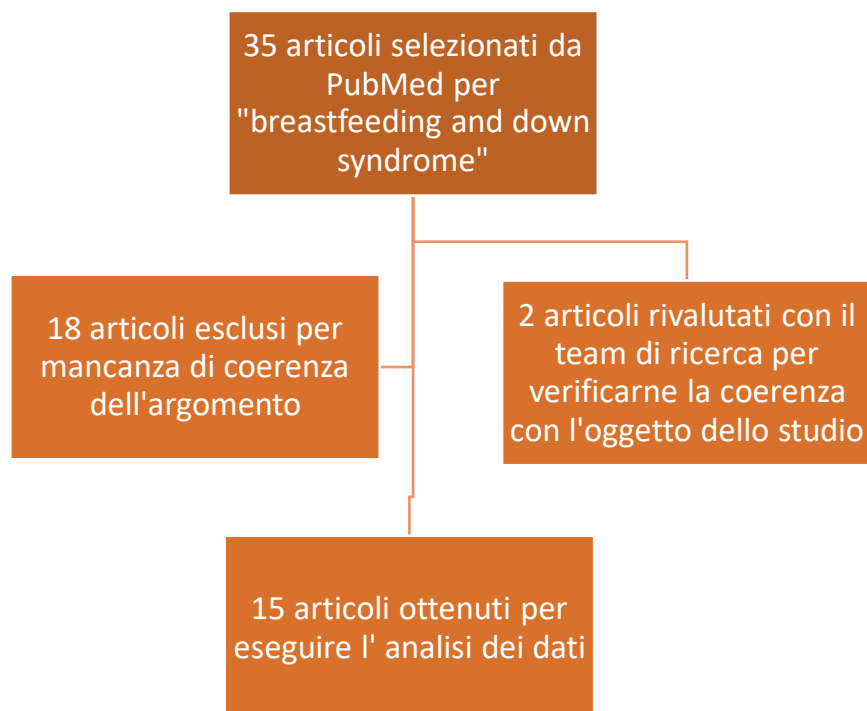 35 articoli selezionati da
PubMed per
"breastfeeding and down
syndrome"
18 articoli esclusi per
mancanza di coerenza
dell'argomento
2 articoli rivalutati con il
team di ricerca per
verificarne la coerenza
con l'oggetto dello studio
15 articoli ottenuti per
eseguire l' analisi dei dati